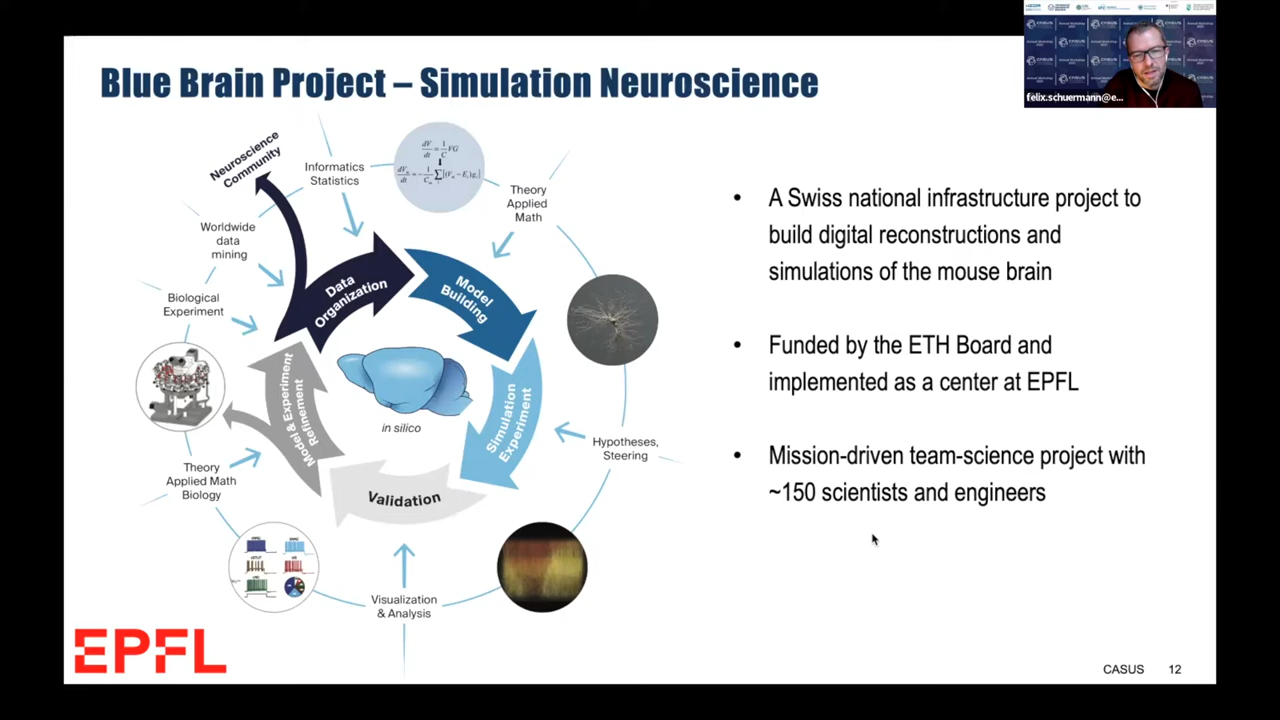 Blue Brain Project – Simulation Neuroscience
felix.schuermann@e...
Neuroscience
Community
Informatics
Statistics
Theory
Applied
Math
Worldwide
data
mining
Biological
Experiment
Data
Organization
Model
Building
Simulation
Experiment
Validation
Model & Experiment
Refinement
in silico
Hypotheses,
Steering
Theory
Applied Math
Biology
Visualization
& Analysis
• A Swiss national infrastructure project to
build digital reconstructions and
simulations of the mouse brain
• Funded by the ETH Board and
implemented as a center at EPFL
• Mission-driven team-science project with
~150 scientists and engineers
EPFL
CASUS 12